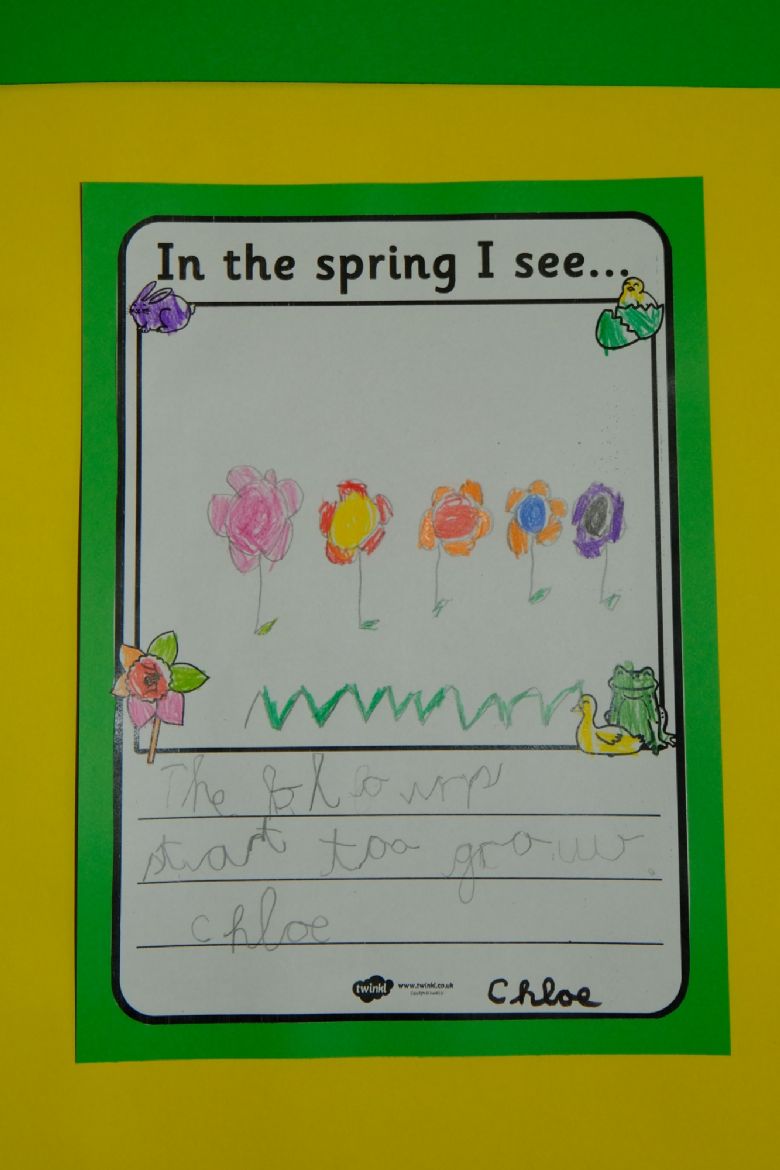 In the spring I see...
The flowrs
start too grow.
chloe
twinkl www.twinkl.co.uk
Chloe